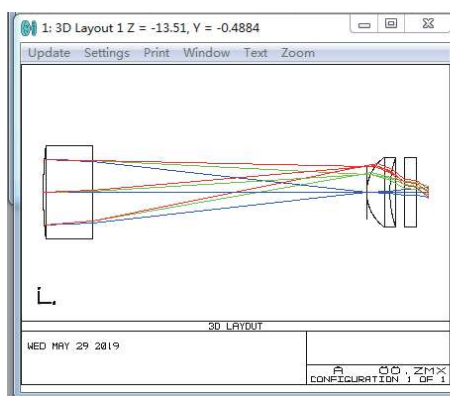 1: 3D Layout 1 Z = -13.51, Y = -0.4884
Update Settings Print Window Text Zoom
3D LAYOUT
WED MAY 29 2019
A ÖÖ.ZMX
CONFIGURATION 1 OF 1